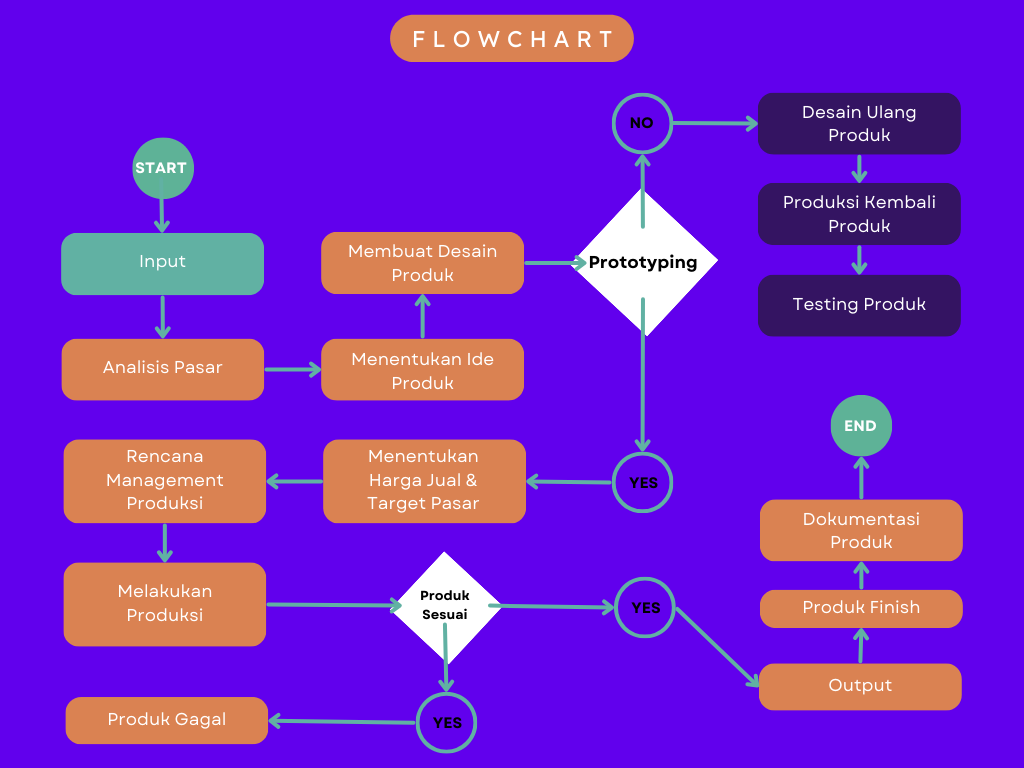 FLOWCHART
START
Input
Analisis Pasar
Menentukan Ide
Produk
Membuat Desain
Produk
Prototyping
NO
Desain Ulang
Produk
Produksi Kembali
Produk
Testing Produk
YES
Menentukan
Harga Jual &
Target Pasar
Rencana
Management
Produksi
Melakukan
Produksi
Produk
Sesuai
YES
Produk Gagal
YES
Output
Produk Finish
Dokumentasi
Produk
END